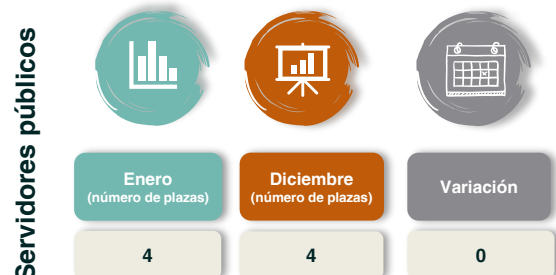 Servidores públicos
Enero
(número de plazas)
Diciembre
(número de plazas)
Variación
4
4
0